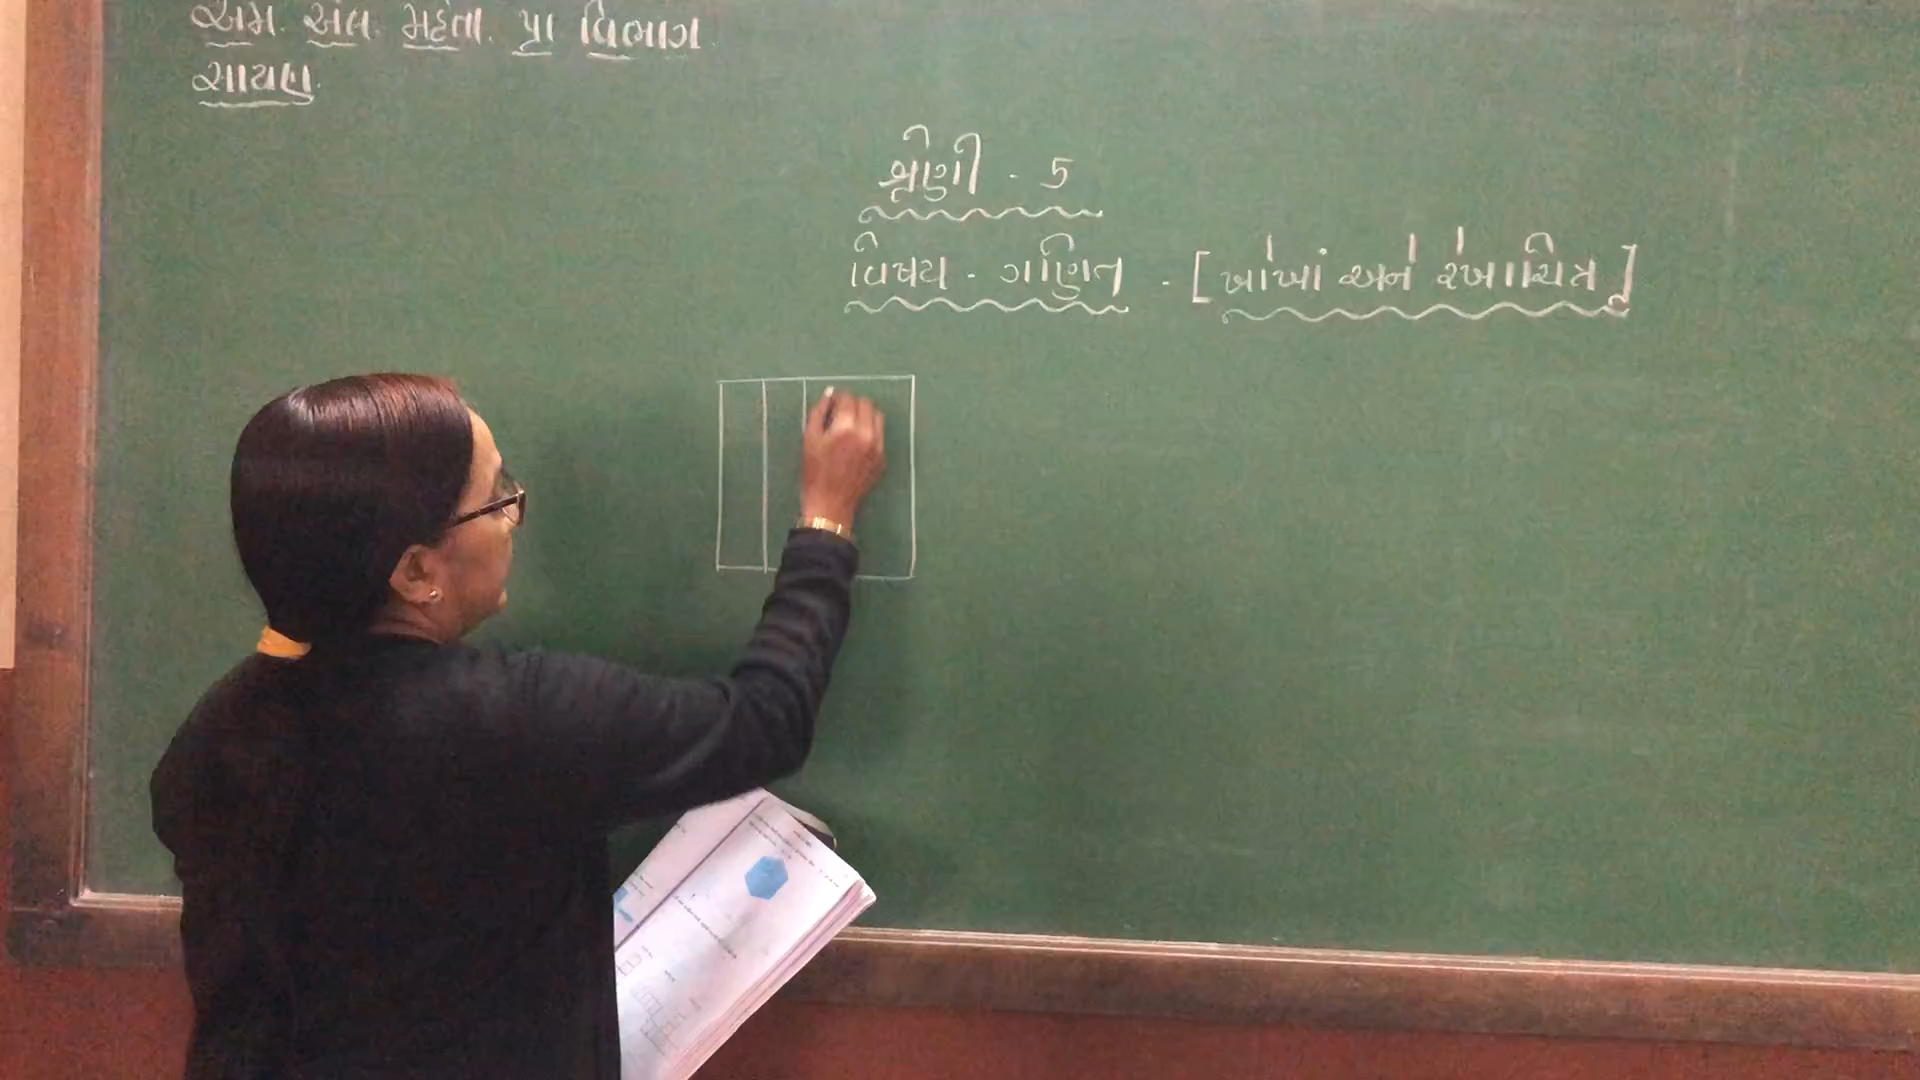 એમ. એલ. મહેતા. પ્રા વિભાગ
સાયણ.
શ્રેણી - 5
વિષય - ગણિત - [ખોખાં અને રેખાચિત્ર]